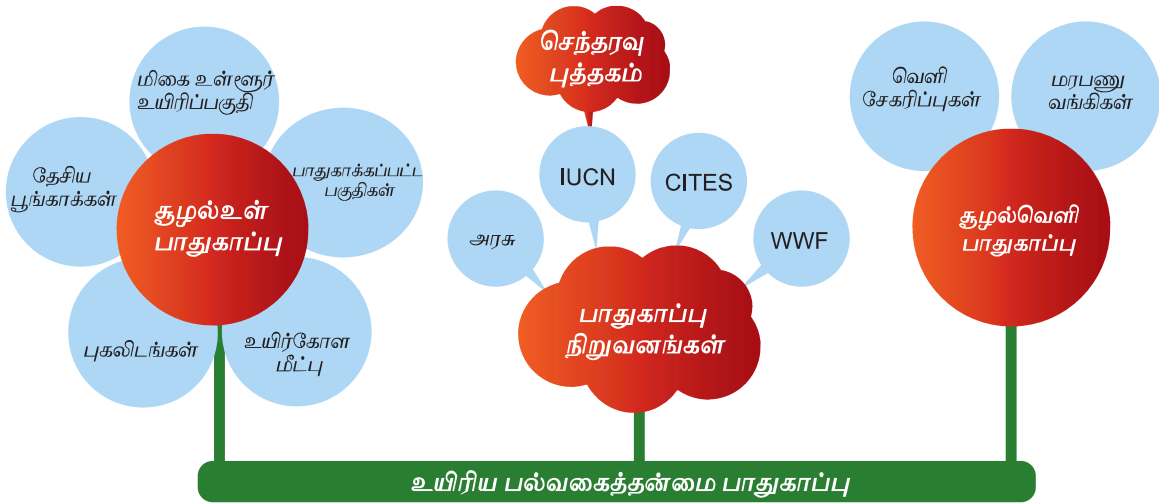 மிகை உள்ளூர்
உயிரிப்பகுதி
தேசிய
பூங்காக்கள்
பாதுகாக்கப்பட்ட
பகுதிகள்
சூழல்உள்
பாதுகாப்பு
புகலிடங்கள்
உயிர்கோள
மீட்பு
செந்தரவு
புத்தகம்
IUCN
CITES
அரசு
WWF
பாதுகாப்பு
நிறுவனங்கள்
வெளி
சேகரிப்புகள்
மரபணு
வங்கிகள்
சூழல்வெளி
பாதுகாப்பு
உயிரிய பல்வகைத்தன்மை பாதுகாப்பு